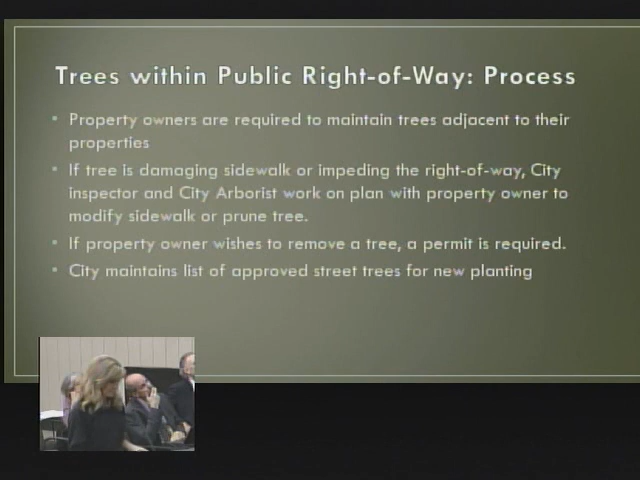 Trees within Public Right-of-Way: Process
• Property owners are required to maintain trees adjacent to their
properties
• If tree is damaging sidewalk or impeding the right-of-way, City
inspector and City Arborist work on plan with property owner to
modify sidewalk or prune tree.
• If property owner wishes to remove a tree, a permit is required.
• City maintains list of approved street trees for new planting